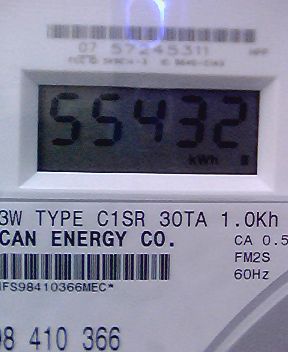 07 57245311
55432
kWh
3W TYPE C1SR 30TA 1.0Kh
CAN ENERGY CO.
CA 0.5
FM2S
60Hz
MFS98410366MEC*
98 410 366